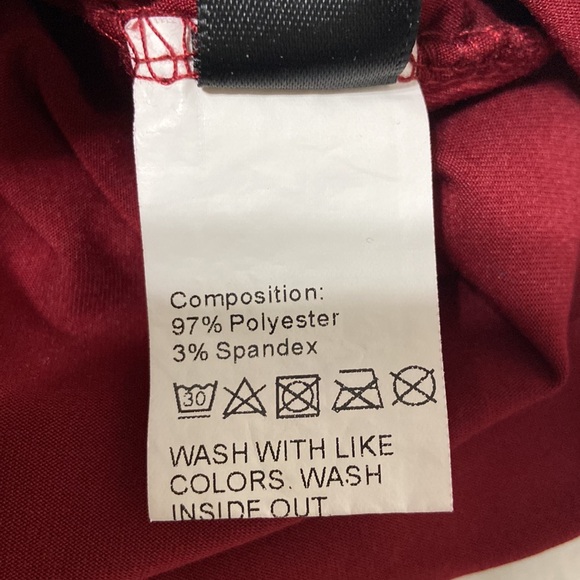 Composition:
97% Polyester
3% Spandex
30
WASH WITH LIKE
COLORS. WASH
INSIDE OUT